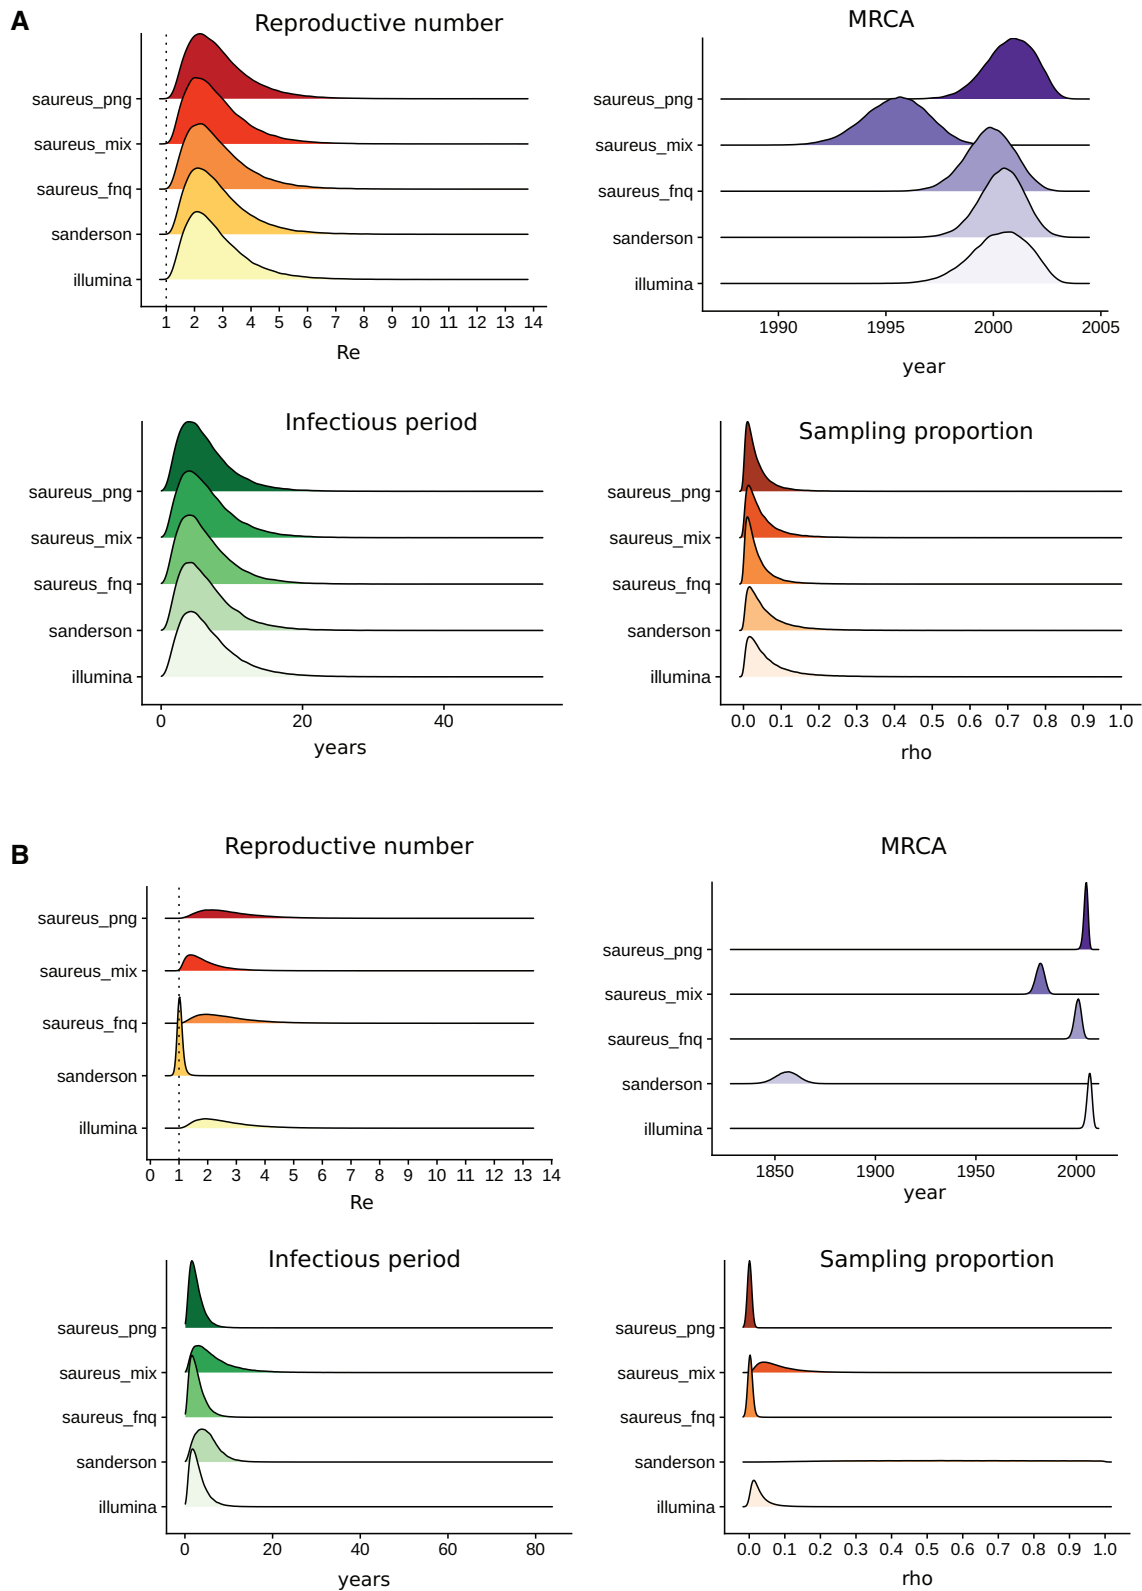 A
Reproductive number
saureus_png
saureus_mix
saureus_fnq
sanderson
illumina
1 2 3 4 5 6 7 8 9 10 11 12 13 14
Re
MRCA
saureus_png
saureus_mix
saureus_fnq
sanderson
illumina
1990 1995 2000 2005
year
Infectious period
saureus_png
saureus_mix
saureus_fnq
sanderson
illumina
0 20 40
years
Sampling proportion
saureus_png
saureus_mix
saureus_fnq
sanderson
illumina
0.0 0.1 0.2 0.3 0.4 0.5 0.6 0.7 0.8 0.9 1.0
rho
B
Reproductive number
saureus_png
saureus_mix
saureus_fnq
sanderson
illumina
0 1 2 3 4 5 6 7 8 9 10 11 12 13 14
Re
MRCA
saureus_png
saureus_mix
saureus_fnq
sanderson
illumina
1850 1900 1950 2000
year
Infectious period
saureus_png
saureus_mix
saureus_fnq
sanderson
illumina
0 20 40 60 80
years
Sampling proportion
saureus_png
saureus_mix
saureus_fnq
sanderson
illumina
0.0 0.1 0.2 0.3 0.4 0.5 0.6 0.7 0.8 0.9 1.0
rho